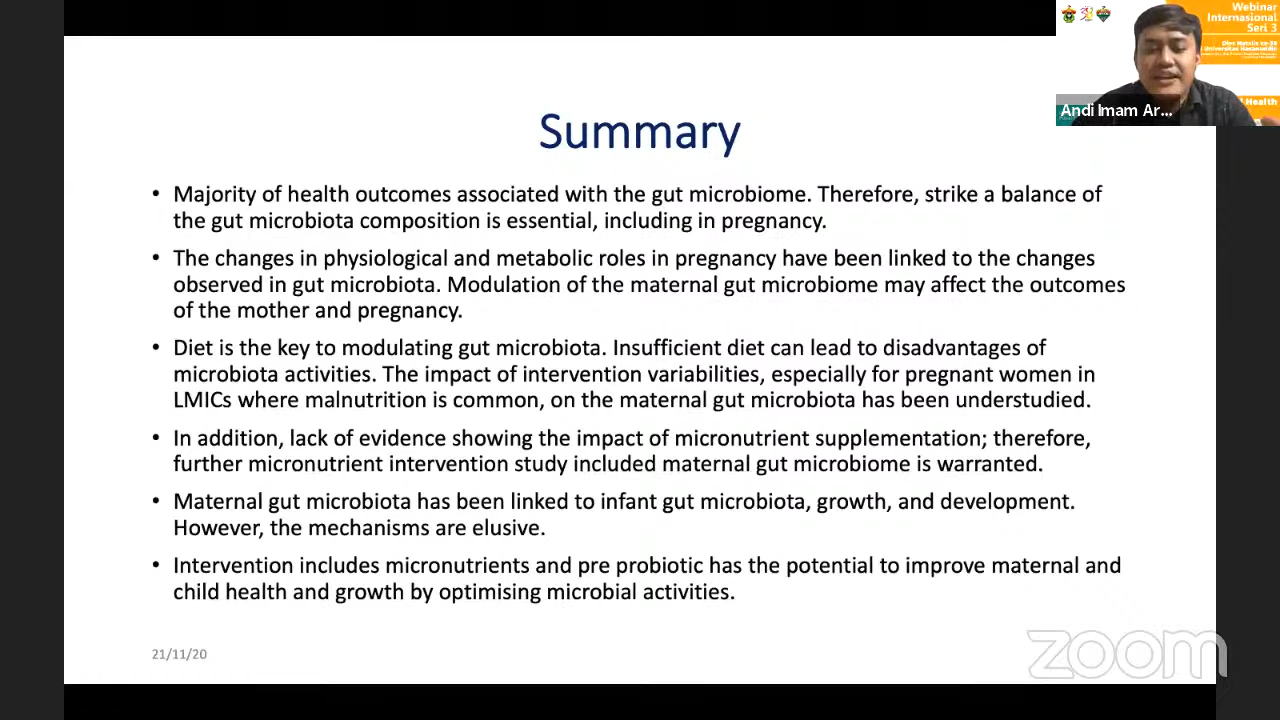 Webinar
Internasional
Seri 3
Dies Natalis ke-38
Universitas Hasanuddin
Andi Imam Ar...
l Health
Summary
• Majority of health outcomes associated with the gut microbiome. Therefore, strike a balance of
the gut microbiota composition is essential, including in pregnancy.
• The changes in physiological and metabolic roles in pregnancy have been linked to the changes
observed in gut microbiota. Modulation of the maternal gut microbiome may affect the outcomes
of the mother and pregnancy.
• Diet is the key to modulating gut microbiota. Insufficient diet can lead to disadvantages of
microbiota activities. The impact of intervention variabilities, especially for pregnant women in
LMICs where malnutrition is common, on the maternal gut microbiota has been understudied.
• In addition, lack of evidence showing the impact of micronutrient supplementation; therefore,
further micronutrient intervention study included maternal gut microbiome is warranted.
• Maternal gut microbiota has been linked to infant gut microbiota, growth, and development.
However, the mechanisms are elusive.
• Intervention includes micronutrients and pre probiotic has the potential to improve maternal and
child health and growth by optimising microbial activities.
21/11/20
zoom